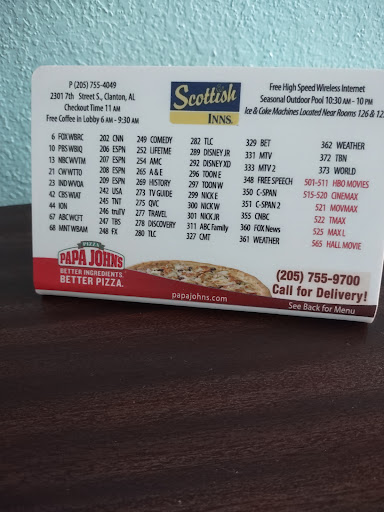 P (205) 755-4049
2301 7th Street S., Clanton, AL
Checkout Time 11 AM
Free Coffee in Lobby 6 AM - 9:30 AM
Scottish
INNS.
Free High Speed Wireless Internet
Seasonal Outdoor Pool 10:30 AM - 10 PM
Ice & Coke Machines Located Near Rooms 126 & 12
6 FOX WBRC
10 PBS WBIQ
13 NBC WVTM
21 CW WTTO
23 IND WVOA
42 CBS WIAT
44 ION
67 ABC WCFT
68 MNT WBAM
202 CNN
206 ESPN
207 ESPN
208 ESPN
209 ESPN
242 USA
245 TNT
246 truTV
247 TBS
248 FX
249 COMEDY
252 LIFETIME
254 AMC
265 A & E
269 HISTORY
273 TV GUIDE
275 QVC
277 TRAVEL
278 DISCOVERY
280 TLC
282 TLC
289 DISNEY JR
292 DISNEY XD
296 TOON E
297 TOON W
299 NICK E
300 NICK W
301 NICK JR
311 ABC Family
327 CMT
329 BET
331 MTV
333 MTV 2
348 FREE SPEECH
350 C-SPAN
351 C-SPAN 2
355 CNBC
360 FOX News
361 WEATHER
362 WEATHER
372 TBN
373 WORLD
501-511 HBO MOVIES
515-520 CINEMAX
521 MOVMAX
522 TMAX
525 MAX L
565 HALL MOVIE
PIZZA
PAPA JOHNS
BETTER INGREDIENTS.
BETTER PIZZA.
papajohns.com
(205) 755-9700
Call for Delivery!
See Back for Menu